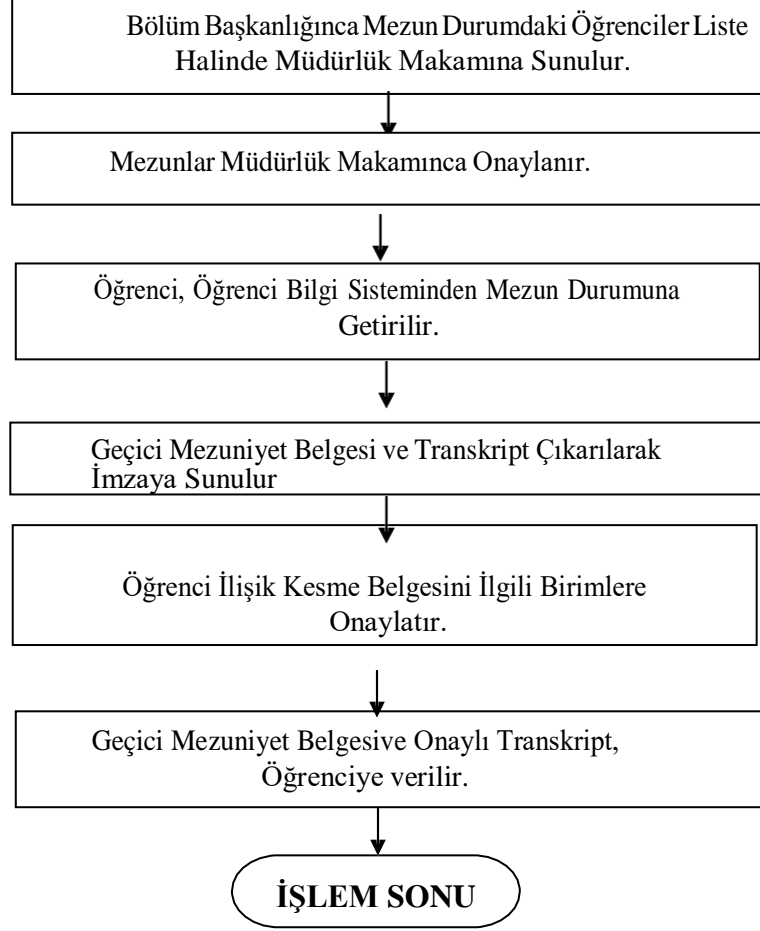 Bölüm Başkanlığınca Mezun Durumdaki Öğrenciler Liste
Halinde Müdürlük Makamına Sunulur.
Mezunlar Müdürlük Makamınca Onaylanır.
Öğrenci, Öğrenci Bilgi Sisteminden Mezun Durumuna
Getirilir.
Geçici Mezuniyet Belgesi ve Transkript Çıkarılarak
İmzaya Sunulur
Öğrenci İlişik Kesme Belgesini İlgili Birimlere
Onaylatır.
Geçici Mezuniyet Belgesive Onaylı Transkript,
Öğrenciye verilir.
İŞLEM SONU